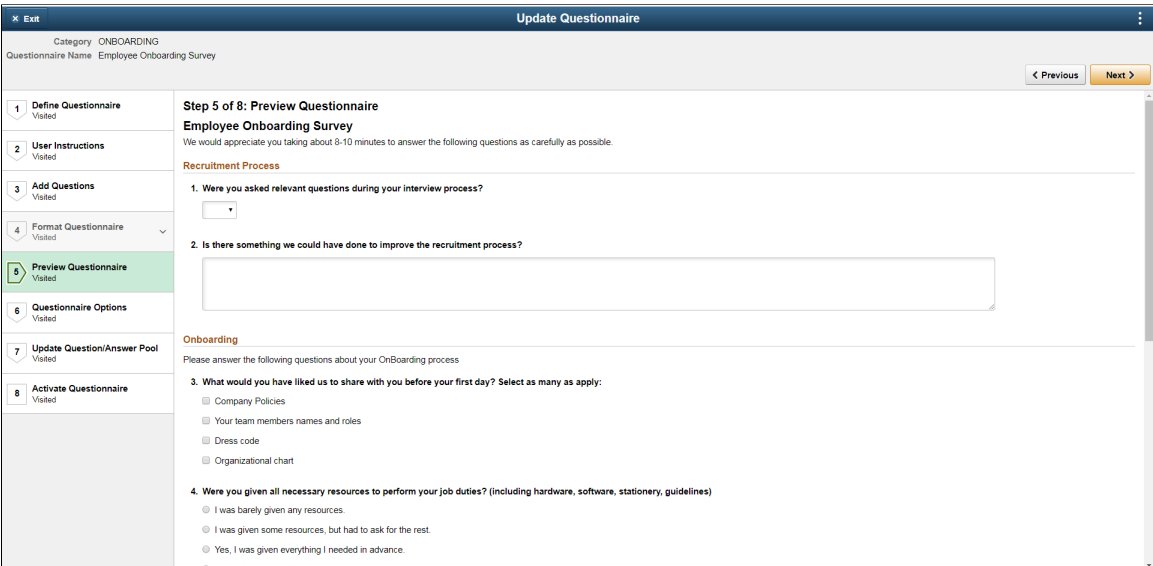 × Exit
Update Questionnaire
Category ONBOARDING
Questionnaire Name Employee Onboarding Survey
Previous
Next
1 Define Questionnaire
Visited
2 User Instructions
Visited
3 Add Questions
Visited
4 Format Questionnaire
Visited
5 Preview Questionnaire
Visited
6 Questionnaire Options
Visited
7 Update Question/Answer Pool
Visited
8 Activate Questionnaire
Visited
Step 5 of 8: Preview Questionnaire
Employee Onboarding Survey
We would appreciate you taking about 8-10 minutes to answer the following questions as carefully as possible.
Recruitment Process
1. Were you asked relevant questions during your interview process?
2. Is there something we could have done to improve the recruitment process?
Onboarding
Please answer the following questions about your OnBoarding process
3. What would you have liked us to share with you before your first day? Select as many as apply:
Company Policies
Your team members names and roles
Dress code
Organizational chart
4. Were you given all necessary resources to perform your job duties? (including hardware, software, stationery, guidelines)
I was barely given any resources.
I was given some resources, but had to ask for the rest.
Yes, I was given everything I needed in advance.